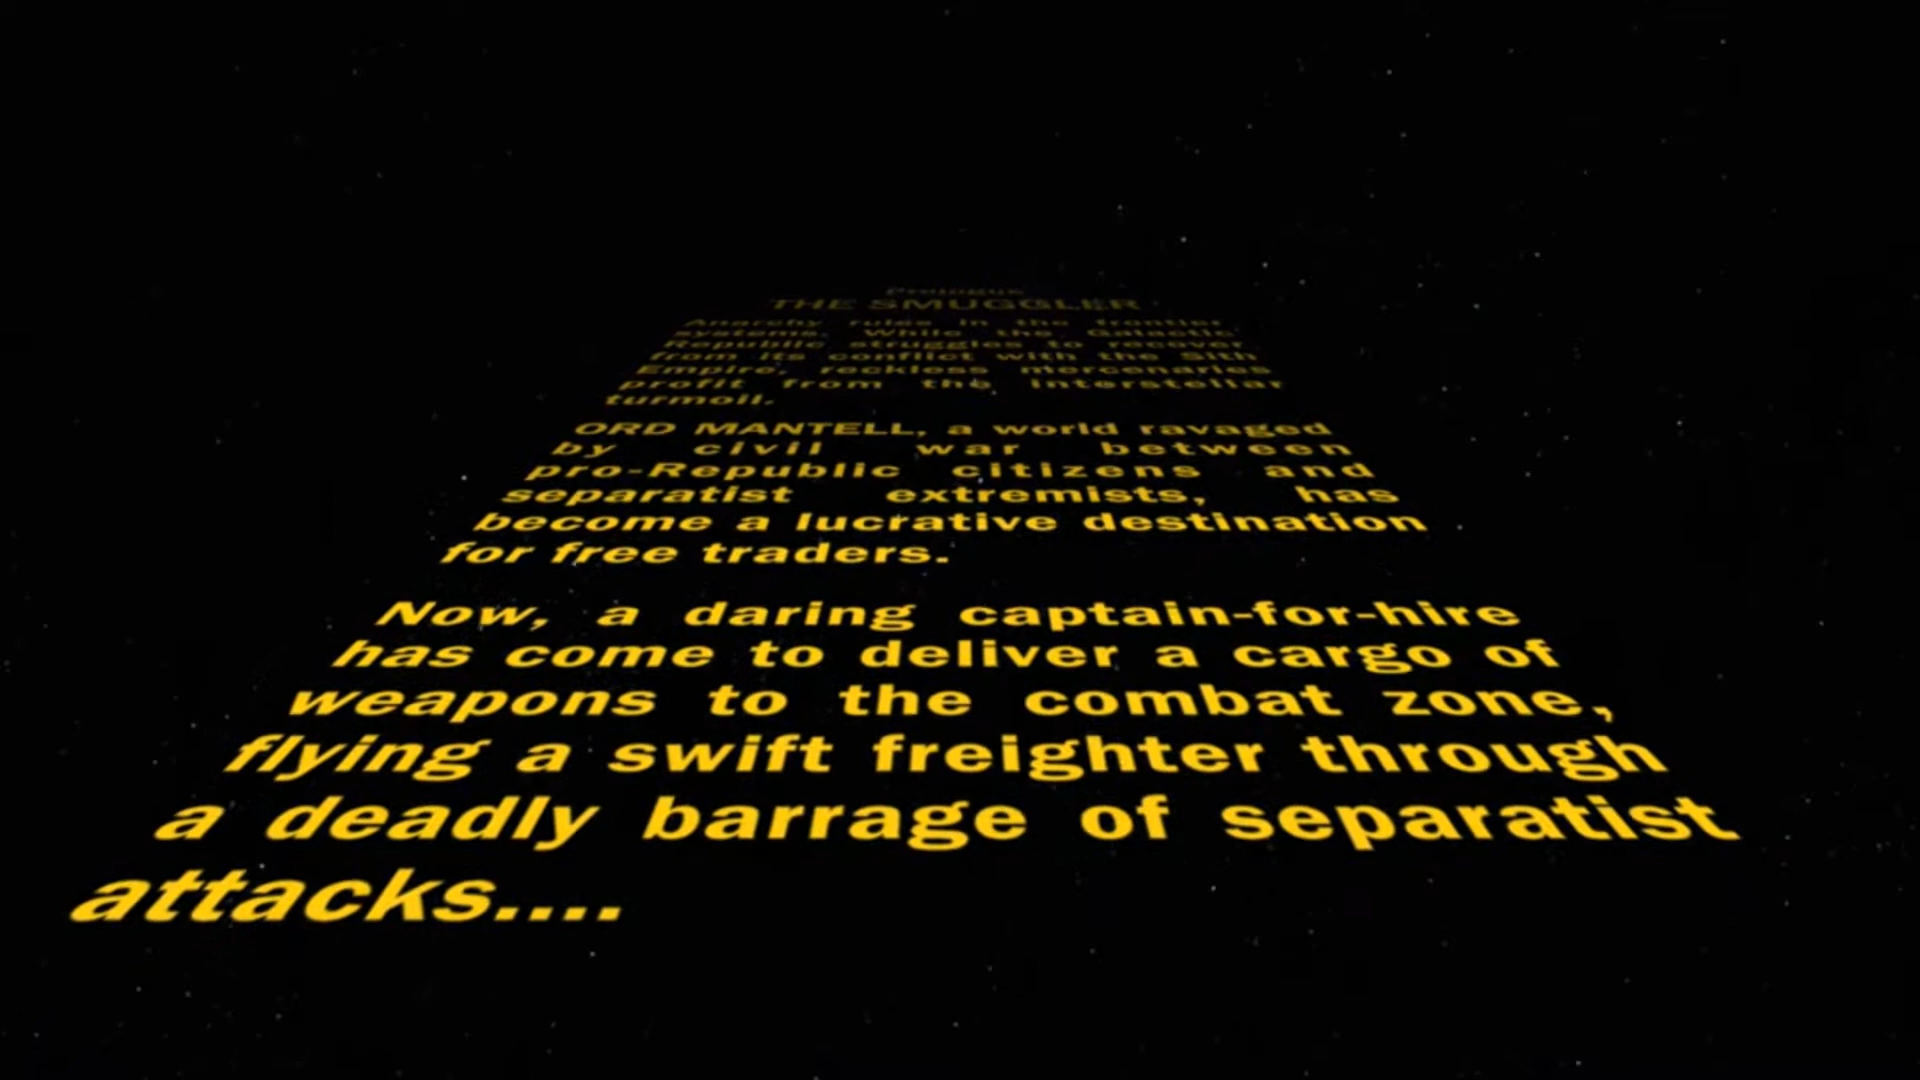 Prologue
THE SMUGGLER
Anarchy rules in the frontier
systems. While the Galactic
Republic struggles to recover
from its conflict with the Sith
Empire, reckless mercenaries
profit from the interstellar
turmoil.
ORD MANTELL, a world ravaged
by civil war between
pro-Republic citizens and
separatist extremists, has
become a lucrative destination
for free traders.
Now, a daring captain-for-hire
has come to deliver a cargo of
weapons to the combat zone,
flying a swift freighter through
a deadly barrage of separatist
attacks....